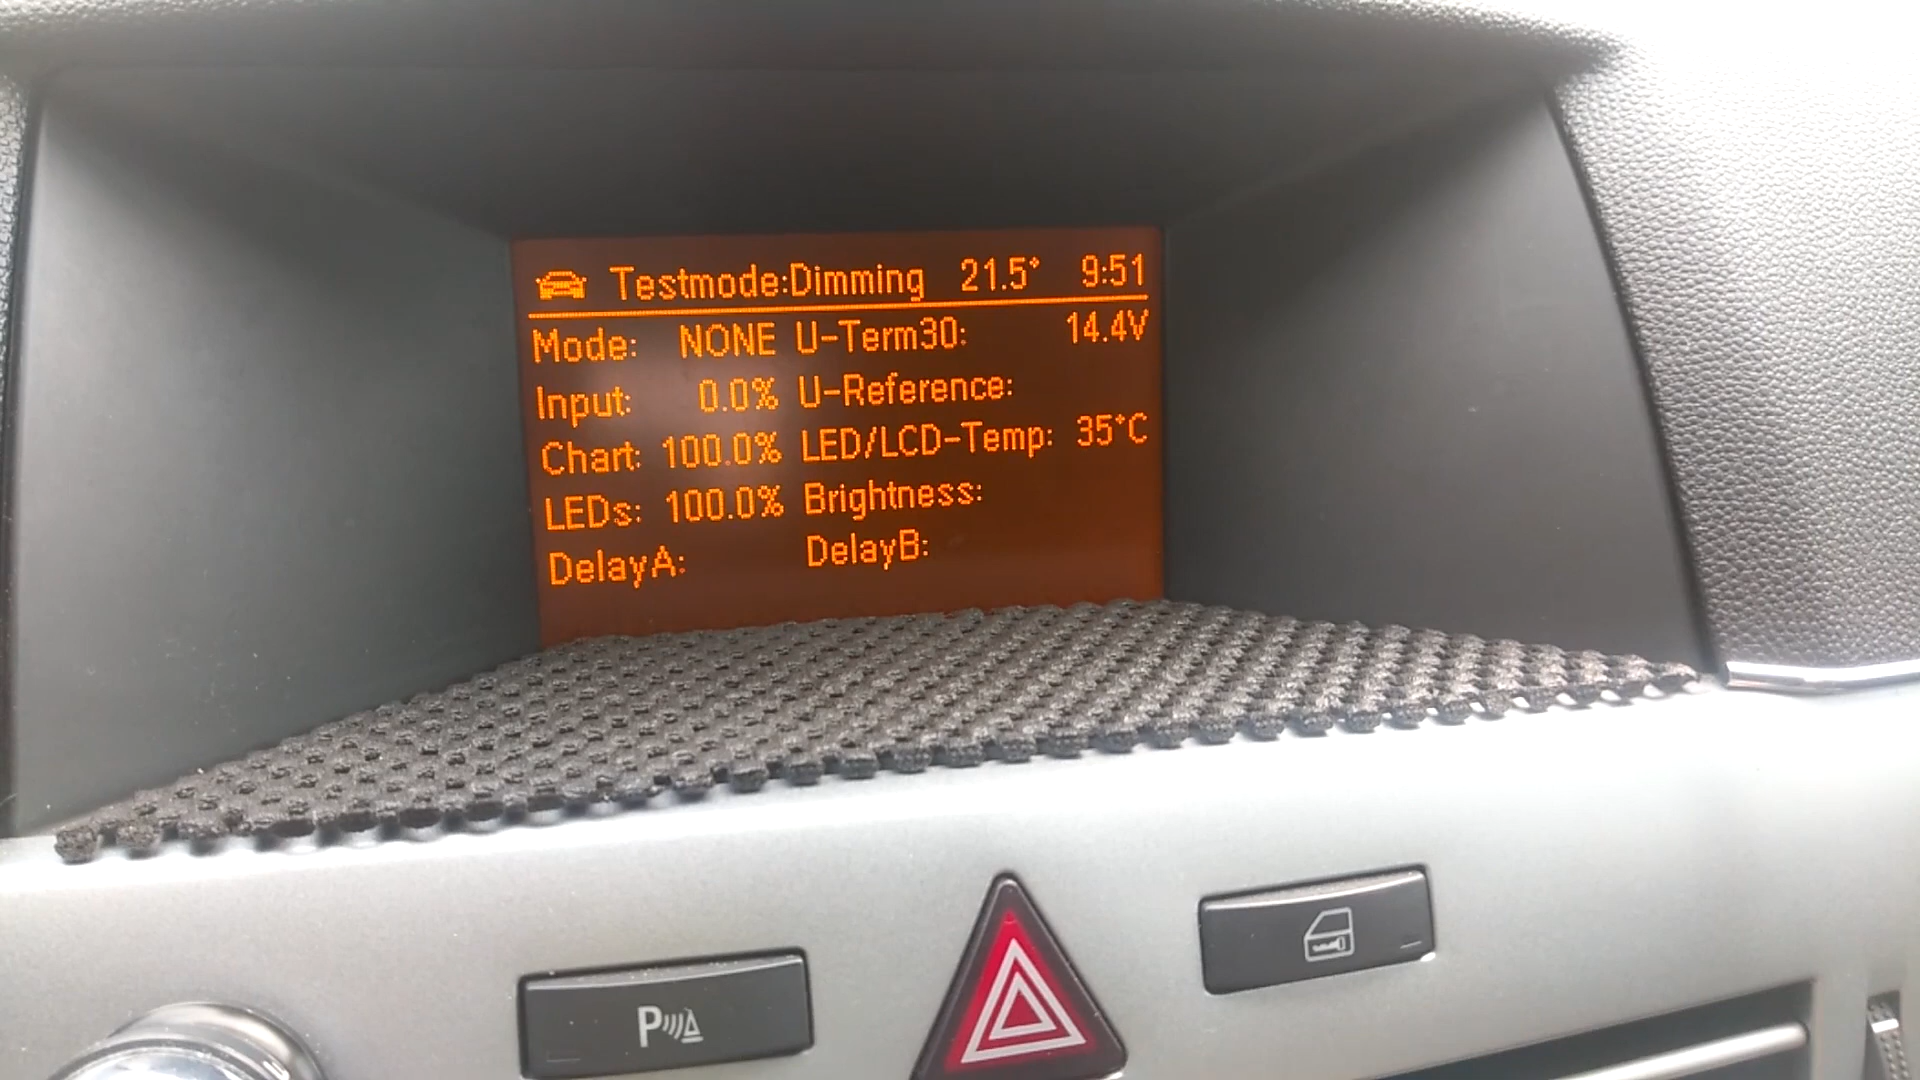 Testmode:Dimming 21.5° 9:51
Mode: NONE U-Term30: 14.4V
Input: 0.0% U-Reference:
Chart: 100.0% LED/LCD-Temp: 35°C
LEDs: 100.0% Brightness:
DelayA: DelayB:
P